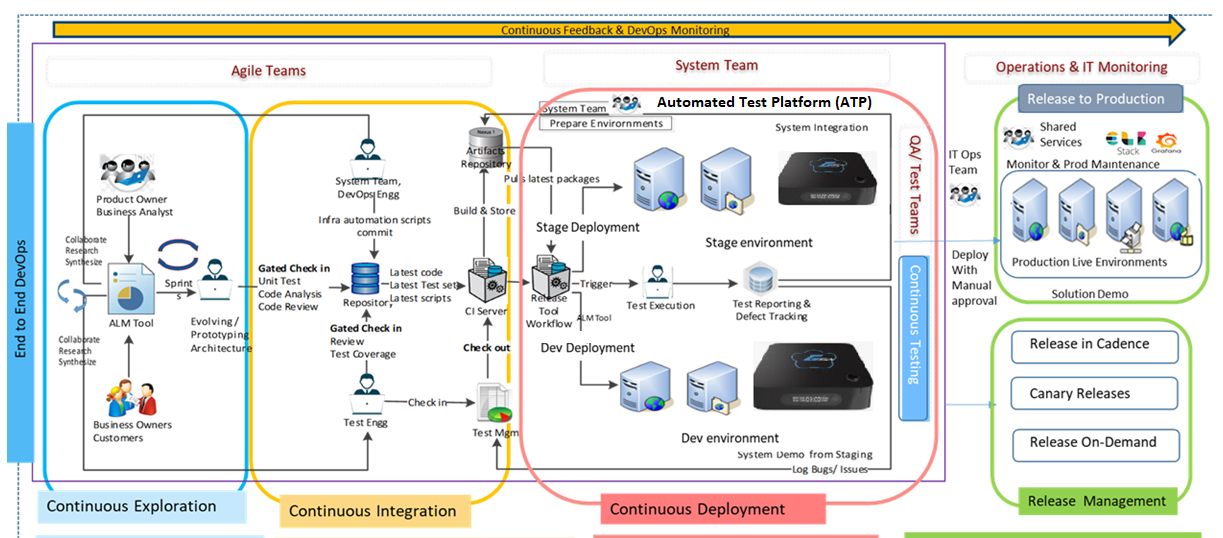 Continuous Feedback & DevOps Monitoring
Agile Teams
System Team
Operations & IT Monitoring
End to End DevOps
Product Owner
Business Analyst
Collaborate
Research
Synthesize
ALM Tool
Sprint
s
Evolving /
Prototyping
Architecture
Collaborate
Research
Synthesize
Business Owners
Customers
Continuous Exploration
System Team,
DevOps Engg
Infra automation scripts
commit
Gated Check in
Unit Test
Code Analysis
Code Review
Repository
Latest code
Latest Test set
Latest scripts
Gated Check in
Review
Test Coverage
Test Engg
Check in
Nexus
Artifacts
Repository
Build & Store
CI Server
Check out
Test Mgm
Continuous Integration
System Team
Prepare Environments
Automated Test Platform (ATP)
System Integration
Pulls latest packages
Stage Deployment
Stage environment
Release
Tool
Workflow
Trigger
ALM Tool
Test Execution
Test Reporting &
Defect Tracking
Dev Deployment
Dev environment
System Demo from Staging
Log Bugs/ Issues
Continuous Deployment
QA/ Test Teams
Continuous Testing
IT Ops
Team
Deploy
With
Manual
approval
Release to Production
Shared
Services
Stack
Grafana
Monitor & Prod Maintenance
Production Live Environments
Solution Demo
Release in Cadence
Canary Releases
Release On-Demand
Release Management